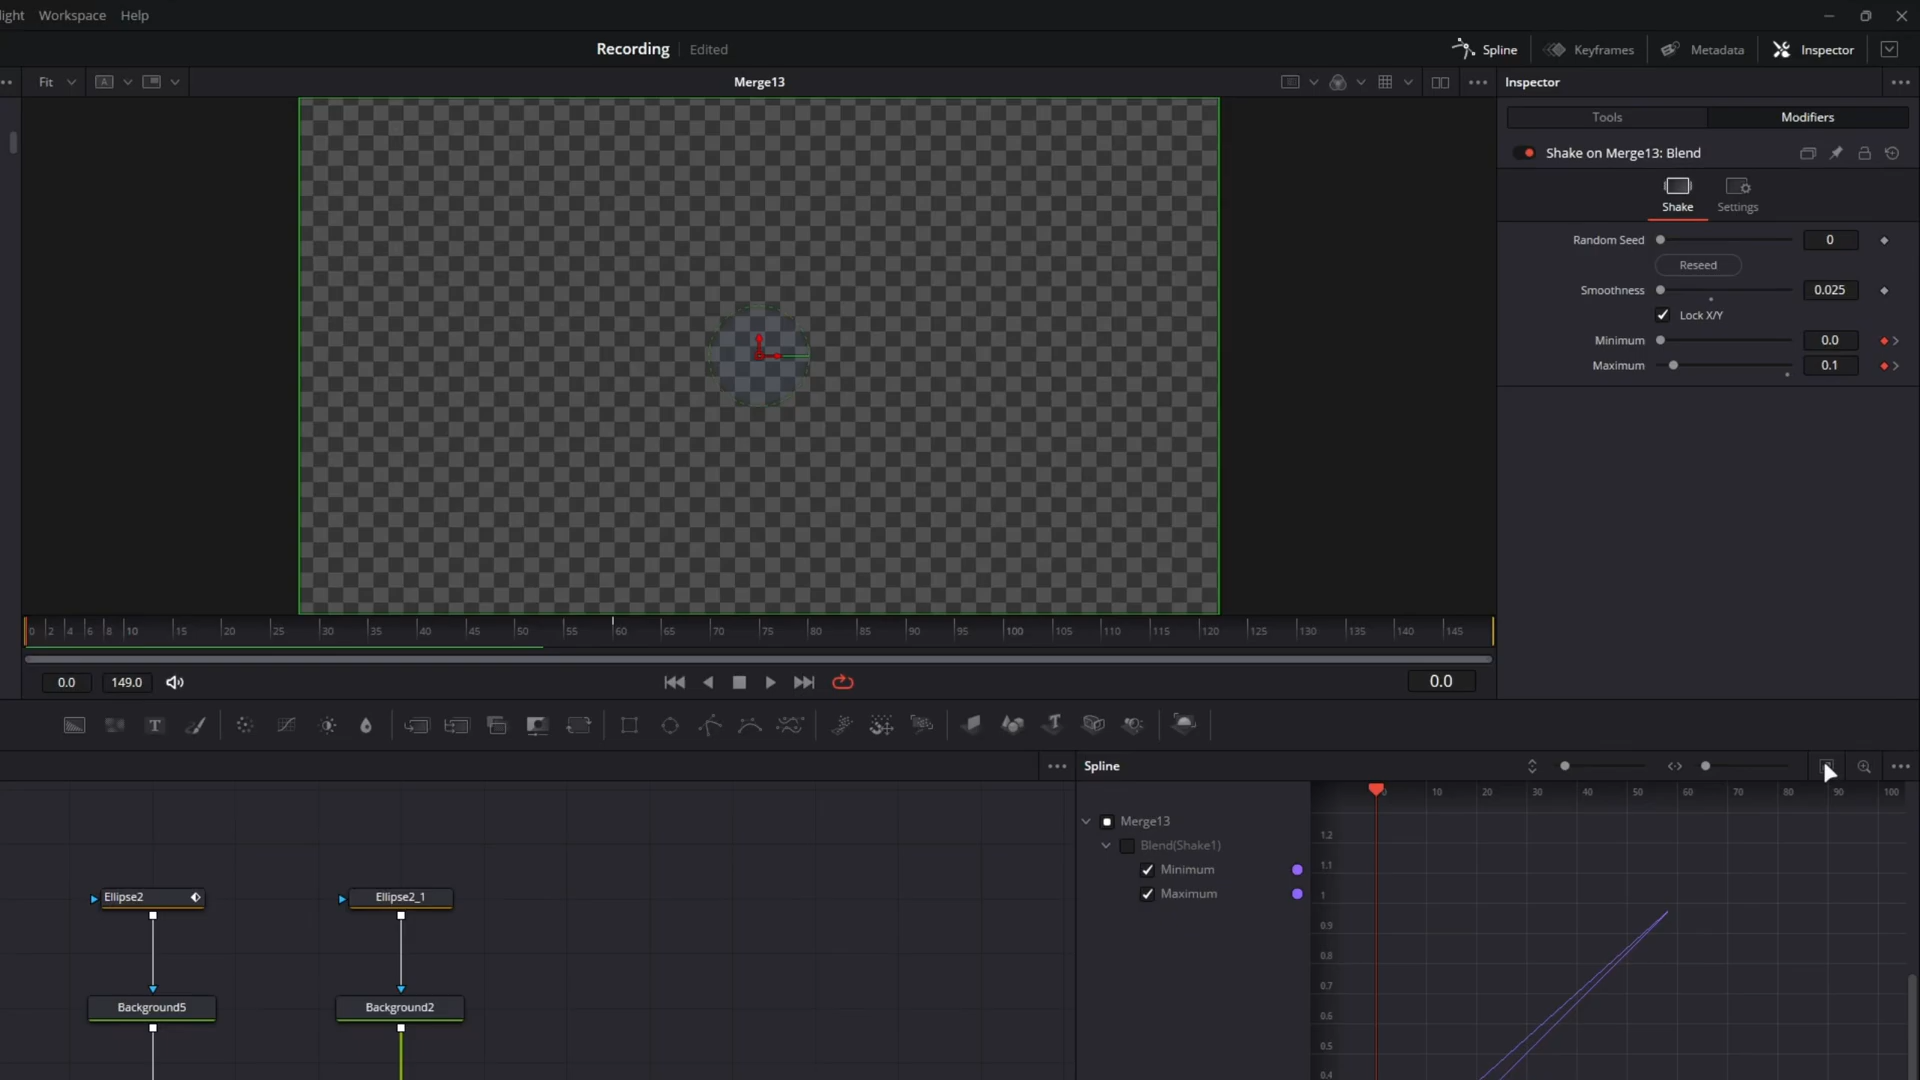 light Workspace Help
Recording Edited
Spline Keyframes Metadata Inspector
Fit A Merge13 Inspector
Tools Modifiers
Shake on Merge13: Blend
Shake Settings
Random Seed 0
Reseed
Smoothness 0.025
Lock X/Y
Minimum 0.0
Maximum 0.1
0 2 4 6 8 10 15 20 25 30 35 40 45 50 55 60 65 70 75 80 85 90 95 100 105 110 115 120 125 130 135 140 145
0.0 149.0 0.0
T T
Spline
0 10 20 30 40 50 60 70 80 90 100
Merge13
Blend(Shake1)
Minimum
Maximum
1.2
1.1
1
0.9
0.8
0.7
0.6
0.5
0.4
Ellipse2 Ellipse2_1
Background5 Background2